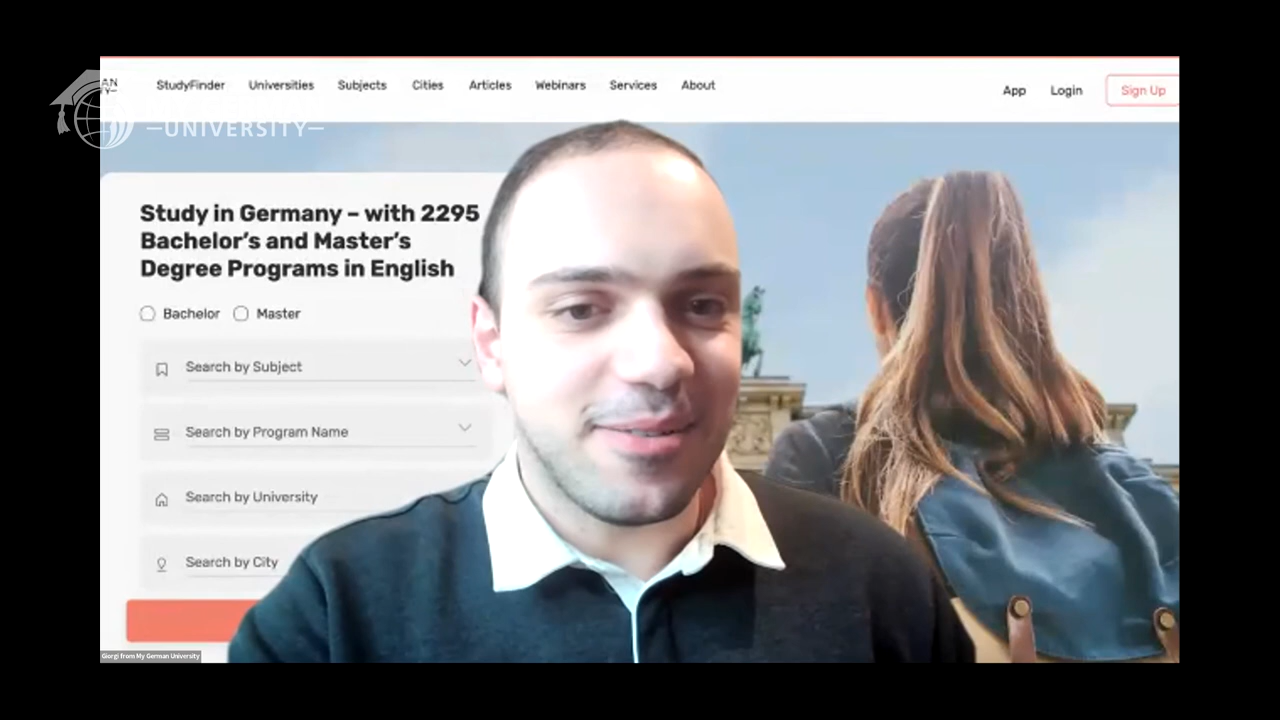 AN
StudyFinder Universities Subjects Cities Articles Webinars Services About
App Login Sign Up
—UNIVERSITY—
Study in Germany – with 2295
Bachelor's and Master's
Degree Programs in English
Bachelor Master
Search by Subject
Search by Program Name
Search by University
Search by City
Giorgi from My German University